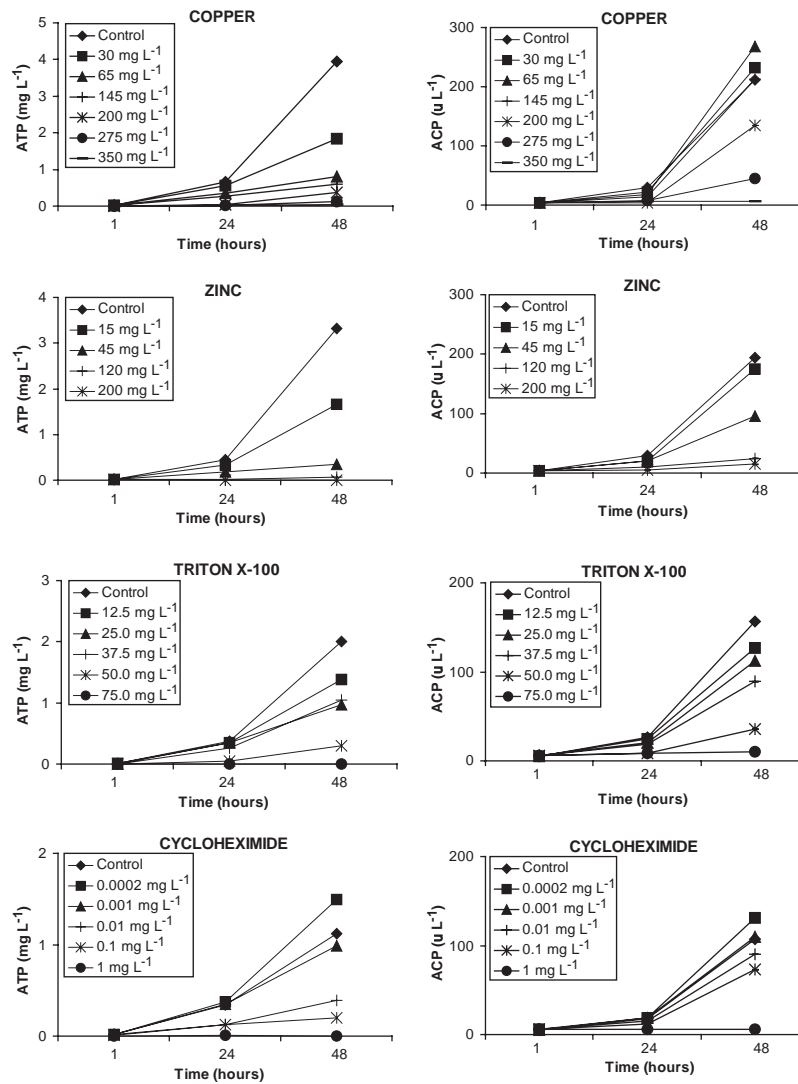 COPPER
5
4
3
2
1
0
ATP (mg L-1)
Control
30 mg L-1
65 mg L-1
145 mg L-1
200 mg L-1
275 mg L-1
350 mg L-1
1
24
48
Time (hours)
COPPER
300
200
100
0
ACP (u L-1)
Control
30 mg L-1
65 mg L-1
145 mg L-1
200 mg L-1
275 mg L-1
350 mg L-1
1
24
48
Time (hours)
ZINC
4
3
2
1
0
ATP (mg L-1)
Control
15 mg L-1
45 mg L-1
120 mg L-1
200 mg L-1
1
24
48
Time (hours)
ZINC
300
200
100
0
ACP (u L-1)
Control
15 mg L-1
45 mg L-1
120 mg L-1
200 mg L-1
1
24
48
Time (hours)
TRITON X-100
3
2
1
0
ATP (mg L-1)
Control
12.5 mg L-1
25.0 mg L-1
37.5 mg L-1
50.0 mg L-1
75.0 mg L-1
1
24
48
Time (hours)
TRITON X-100
200
100
0
ACP (u L-1)
Control
12.5 mg L-1
25.0 mg L-1
37.5 mg L-1
50.0 mg L-1
75.0 mg L-1
1
24
48
Time (hours)
CYCLOHEXIMIDE
2
1
0
ATP (mg L-1)
Control
0.0002 mg L-1
0.001 mg L-1
0.01 mg L-1
0.1 mg L-1
1 mg L-1
1
24
48
Time (hours)
CYCLOHEXIMIDE
200
100
0
ACP (u L-1)
Control
0.0002 mg L-1
0.001 mg L-1
0.01 mg L-1
0.1 mg L-1
1 mg L-1
1
24
48
Time (hours)